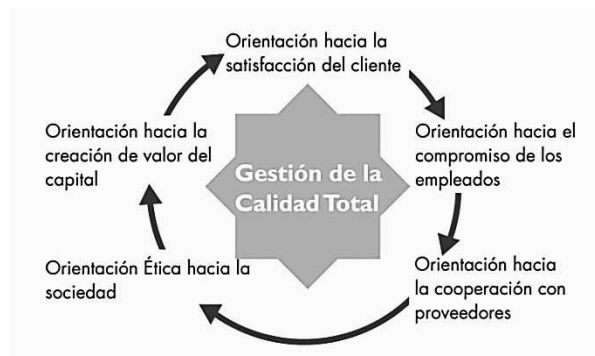 Orientación hacia la
satisfacción del cliente
Orientación hacia el
compromiso de los
empleados
Orientación hacia
la cooperación con
proveedores
Orientación Ética hacia la
sociedad
Orientación hacia la
creación de valor del
capital
Gestión de la
Calidad Total